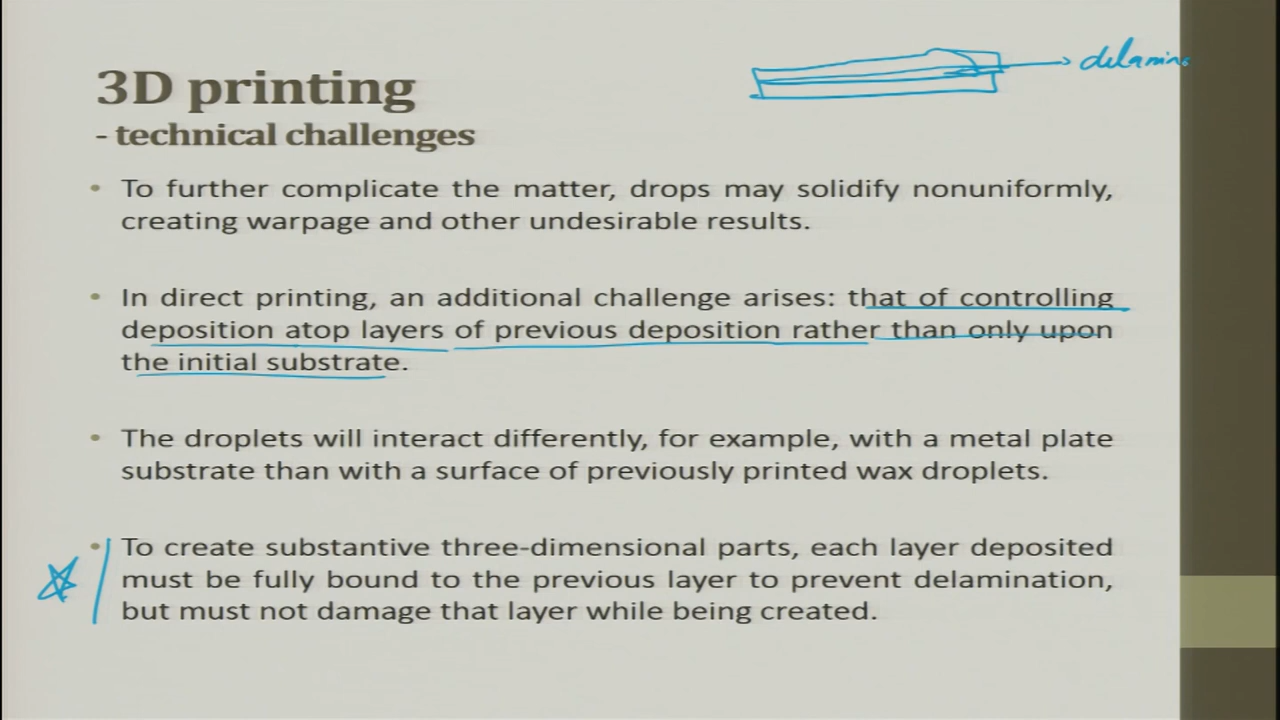 3D printing
- technical challenges
delamin
• To further complicate the matter, drops may solidify nonuniformly,
creating warpage and other undesirable results.
• In direct printing, an additional challenge arises: that of controlling
deposition atop layers of previous deposition rather than only upon
the initial substrate.
• The droplets will interact differently, for example, with a metal plate
substrate than with a surface of previously printed wax droplets.
• To create substantive three-dimensional parts, each layer deposited
must be fully bound to the previous layer to prevent delamination,
but must not damage that layer while being created.